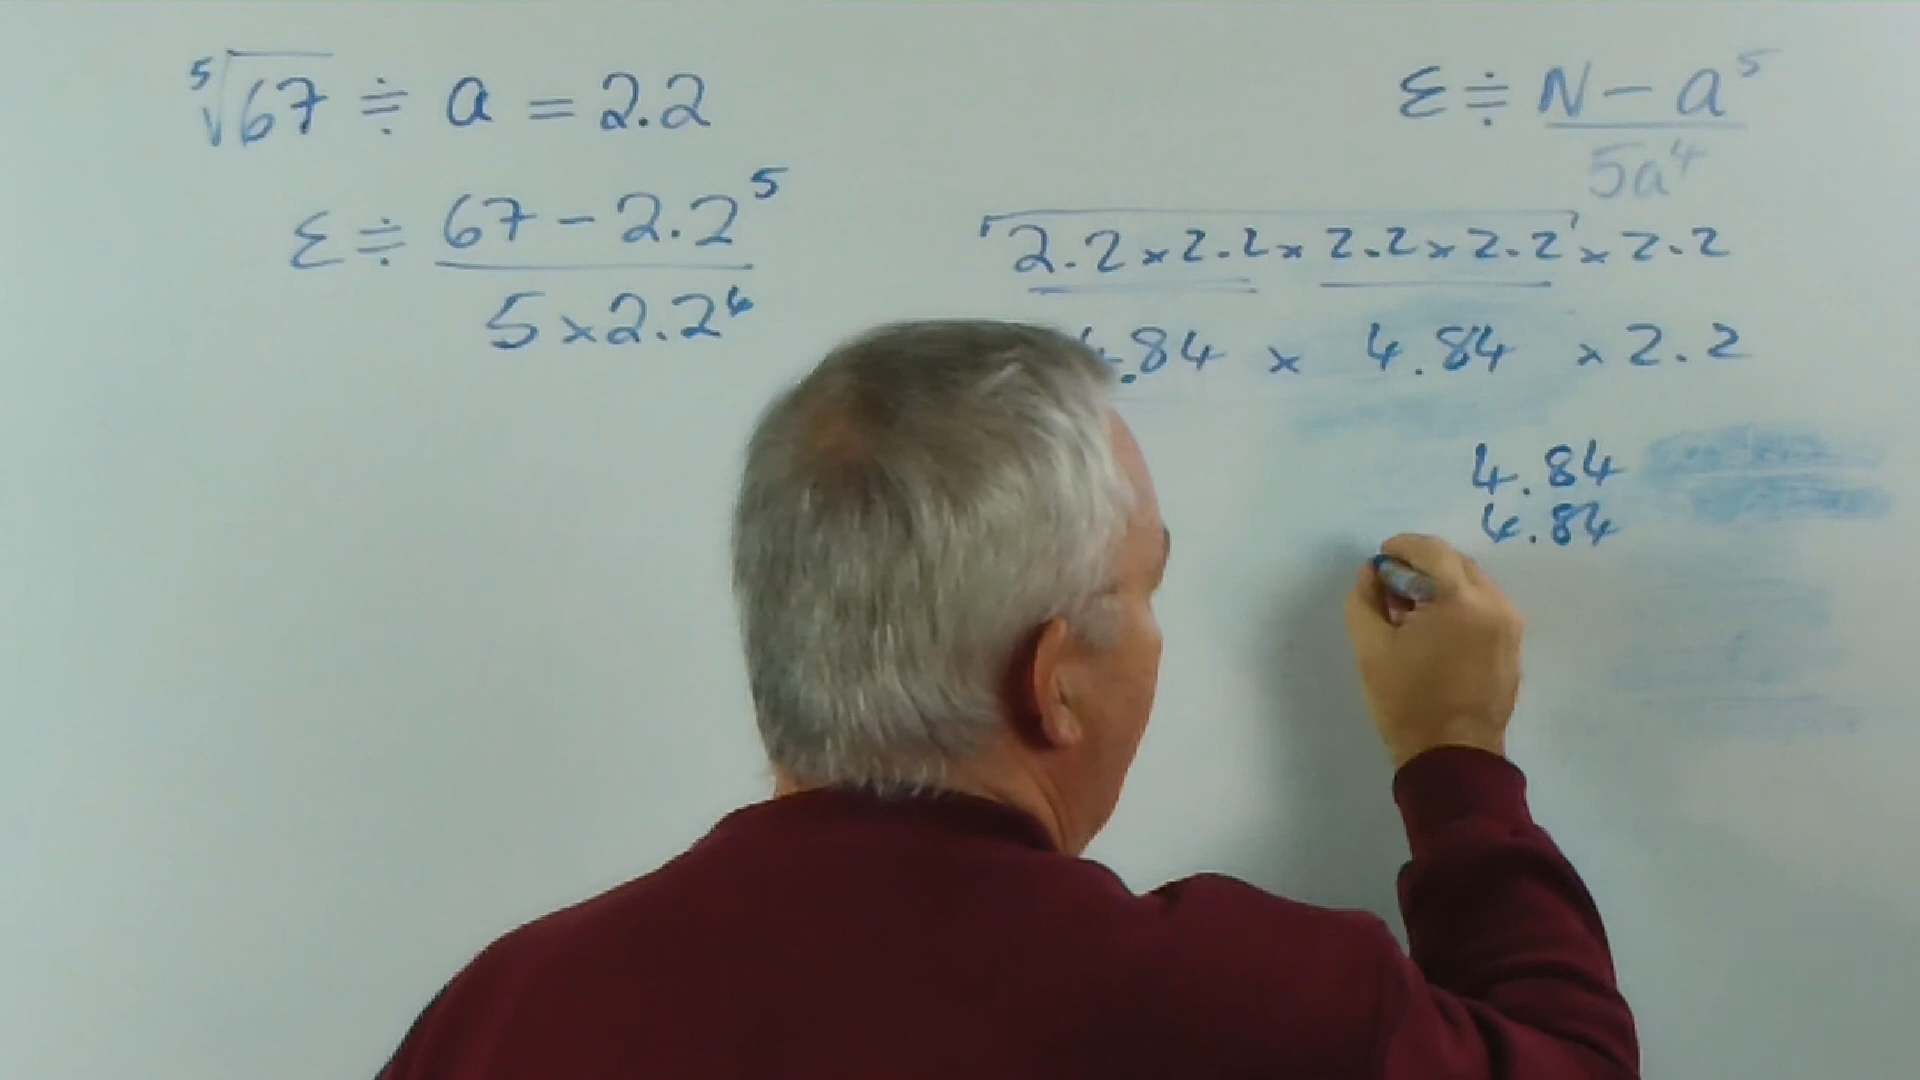 ⁵√67 ≑ a = 2.2
ε ≑ N – a⁵ / 5a⁴
ε ≑ 67 – 2.2⁵ / 5 × 2.2⁴
2.2 × 2.2 × 2.2 × 2.2 × 2.2
4.84 × 4.84 × 2.2
4.84
4.84